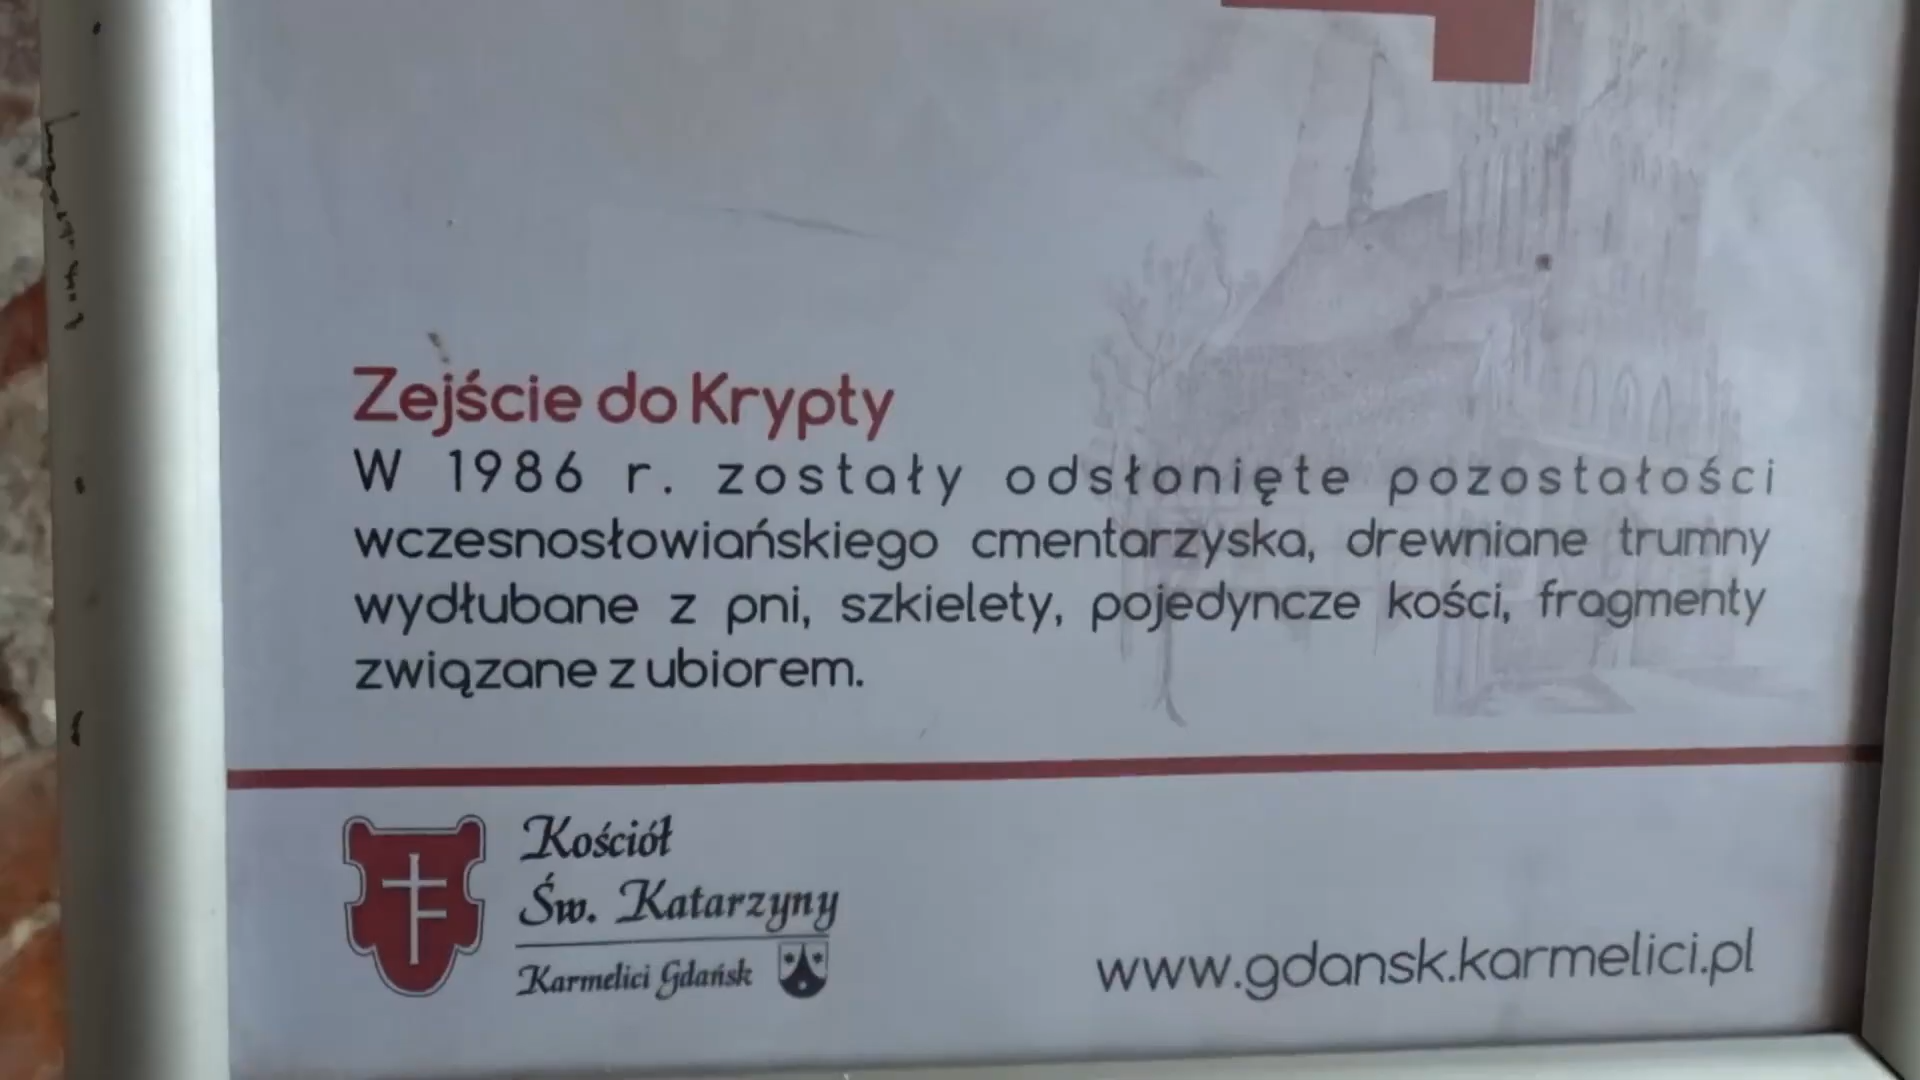 Zejście do Krypty
W 1986 r. zostały odsłonięte pozostałości
wczesnosłowiańskiego cmentarzyska, drewniane trumny
wydłubane z pni, szkielety, pojedyncze kości, fragmenty
związane z ubiorem.
Kościół
Św. Katarzyny
Karmelici Gdańsk
www.gdansk.karmelici.pl